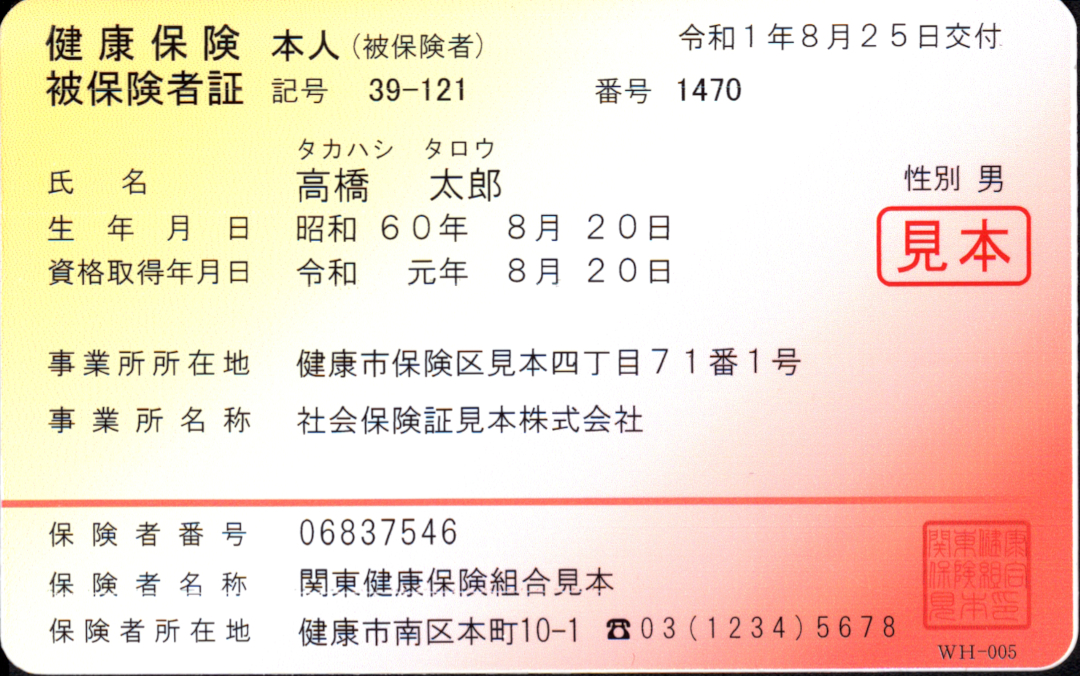 健康保険 本人(被保険者) 令和1年8月25日交付
被保険者証 記号 39-121 番号 1470
タカハシ タロウ
氏名 高橋 太郎 性別 男
生年月日 昭和 60年 8月 20日
見本
資格取得年月日 令和 元年 8月 20日
事業所所在地 健康市保険区見本四丁目71番1号
事業所名称 社会保険証見本株式会社
保険者番号 06837546
保険者名称 関東健康保険組合見本
保険者所在地 健康市南区本町10-1 ☎03(1234)5678
関東健康
保険組合
見本印
WH-005